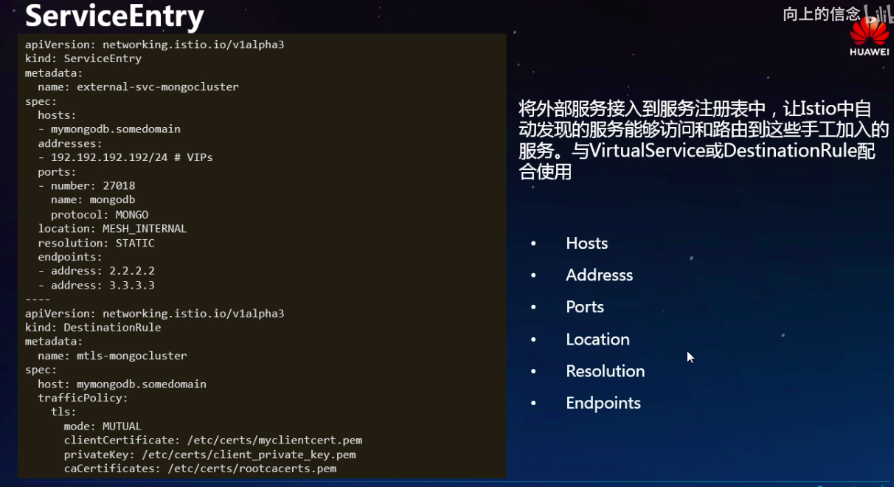 ServiceEntry
向上的信念
HUAWEI
apiVersion: networking.istio.io/v1alpha3
kind: ServiceEntry
metadata:
  name: external-svc-mongocluster
spec:
  hosts:
  - mymongodb.somedomain
  addresses:
  - 192.192.192.192/24 # VIPs
  ports:
  - number: 27018
    name: mongodb
    protocol: MONGO
  location: MESH_INTERNAL
  resolution: STATIC
  endpoints:
  - address: 2.2.2.2
  - address: 3.3.3.3
----
apiVersion: networking.istio.io/v1alpha3
kind: DestinationRule
metadata:
  name: mtls-mongocluster
spec:
  host: mymongodb.somedomain
  trafficPolicy:
    tls:
      mode: MUTUAL
      clientCertificate: /etc/certs/myclientcert.pem
      privateKey: /etc/certs/client_private_key.pem
      caCertificates: /etc/certs/rootcacerts.pem
将外部服务接入到服务注册表中，让Istio中自
动发现的服务能够访问和路由到这些手工加入的
服务。与VirtualService或DestinationRule配
合使用
• Hosts
• Addresss
• Ports
• Location
• Resolution
• Endpoints